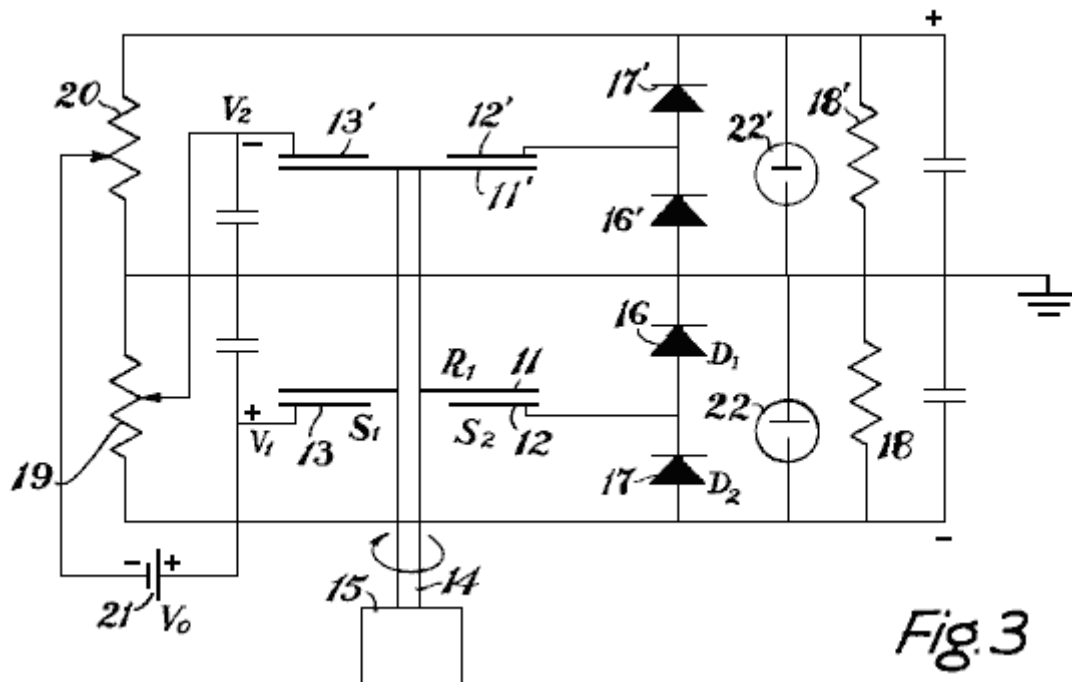 +
20
V₂
-
13'
12'
11'
17'
16'
22'
18'
16
D₁
R₁
11
+
V₁
13
S₁
S₂
12
17
D₂
22
18
19
-
- +
21
V₀
15
14
Fig. 3